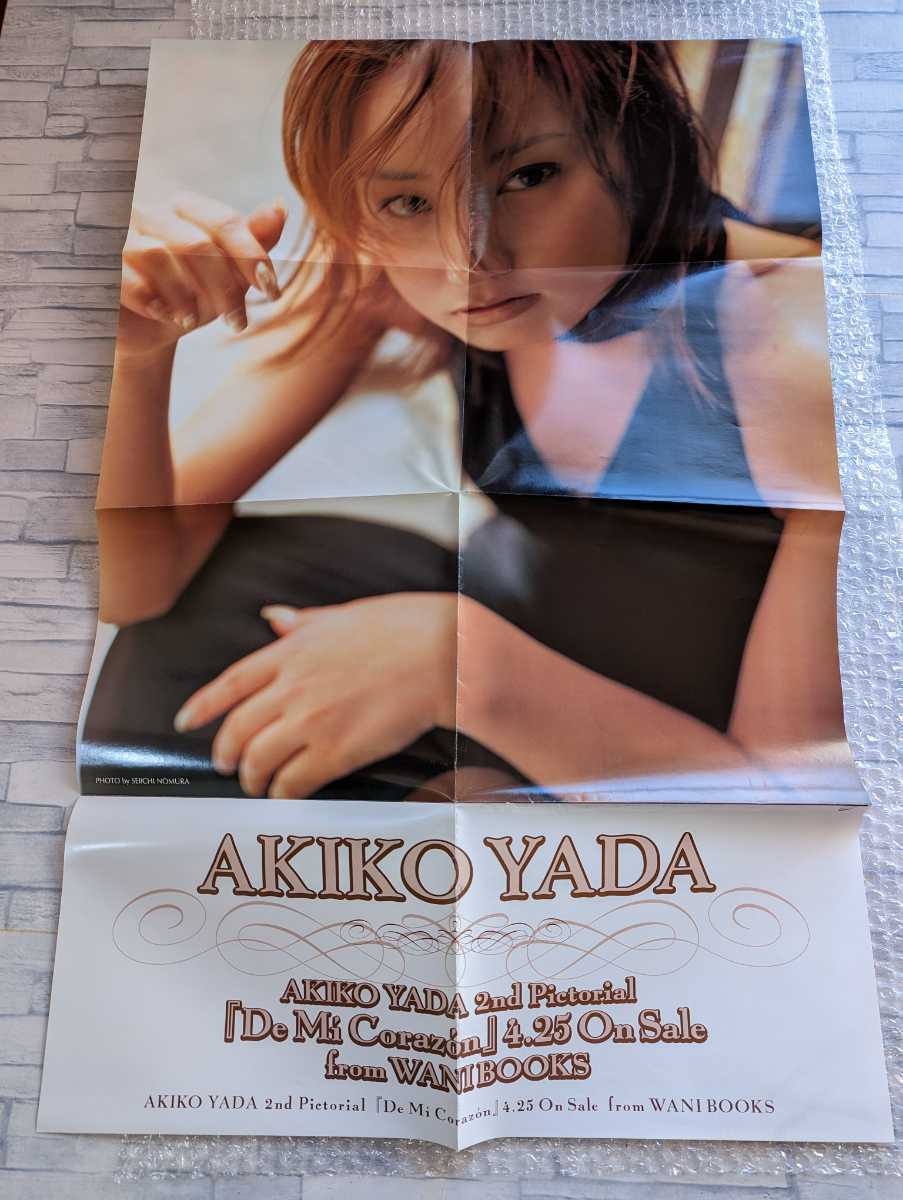 PHOTO by SEIICHI NOMURA
AKIKO YADA
AKIKO YADA 2nd Pictorial
『De Mi Corazón』4.25 On Sale
from WANI BOOKS
AKIKO YADA 2nd Pictorial『De Mi Corazón』4.25 On Sale from WANI BOOKS